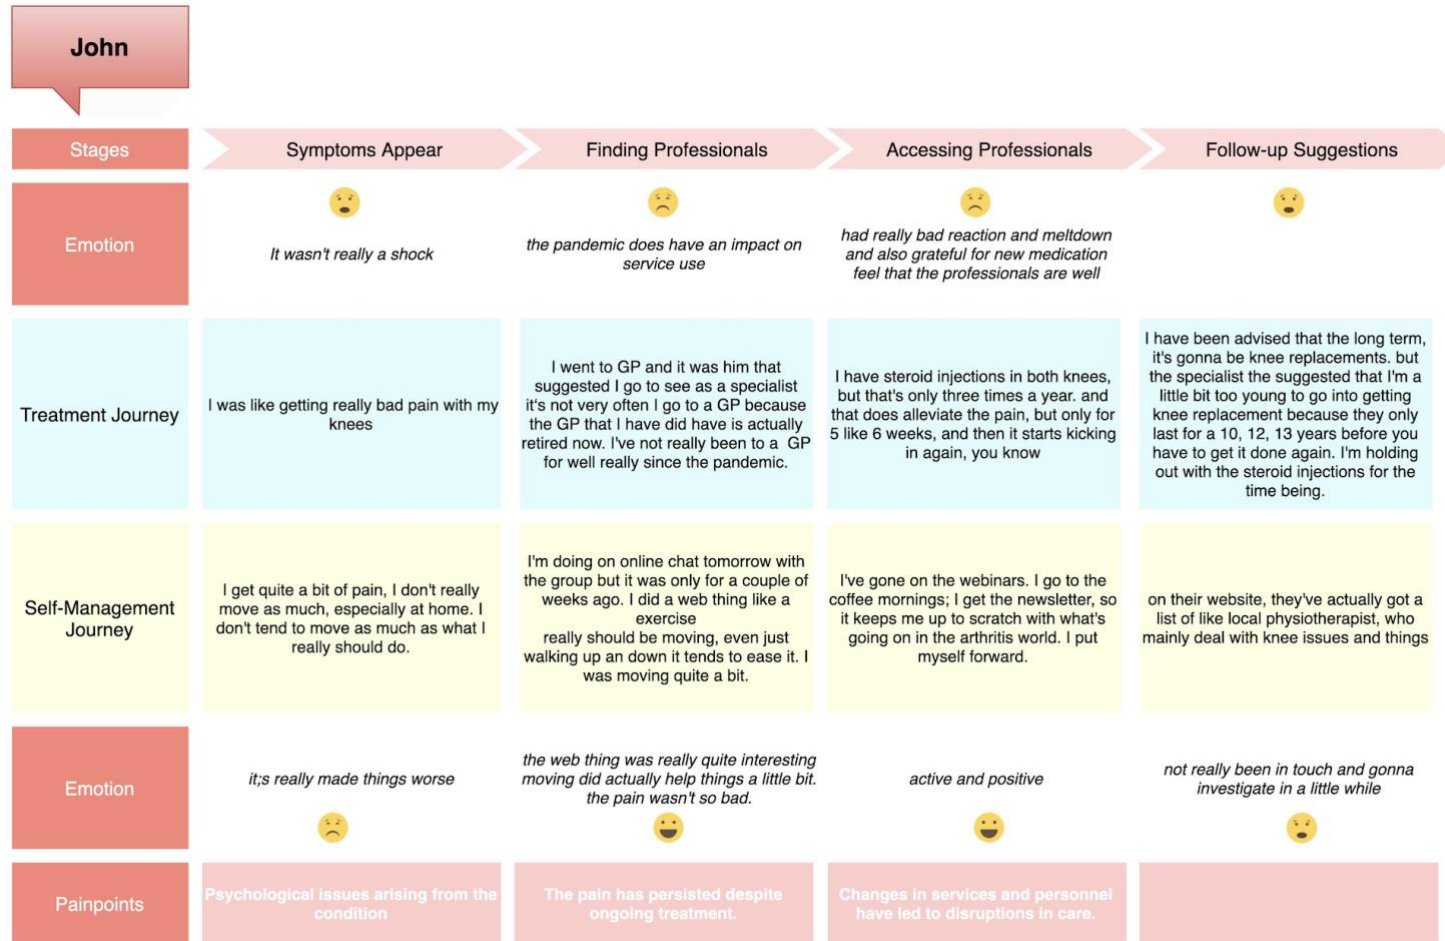 John
Stages
Symptoms Appear
Finding Professionals
Accessing Professionals
Follow-up Suggestions
Emotion
It wasn't really a shock
the pandemic does have an impact on
service use
had really bad reaction and meltdown
and also grateful for new medication
feel that the professionals are well
Treatment Journey
I was like getting really bad pain with my
knees
I went to GP and it was him that
suggested I go to see as a specialist
it's not very often I go to a GP because
the GP that I have did have is actually
retired now. I've not really been to a GP
for well really since the pandemic.
I have steroid injections in both knees,
but that's only three times a year. and
that does alleviate the pain, but only for
5 like 6 weeks, and then it starts kicking
in again, you know
I have been advised that the long term,
it's gonna be knee replacements. but
the specialist the suggested that I'm a
little bit too young to go into getting
knee replacement because they only
last for a 10, 12, 13 years before you
have to get it done again. I'm holding
out with the steroid injections for the
time being.
Self-Management
Journey
I get quite a bit of pain, I don't really
move as much, especially at home. I
don't tend to move as much as what I
really should do.
I'm doing on online chat tomorrow with
the group but it was only for a couple of
weeks ago. I did a web thing like a
exercise
really should be moving, even just
walking up an down it tends to ease it. I
was moving quite a bit.
I've gone on the webinars. I go to the
coffee mornings; I get the newsletter, so
it keeps me up to scratch with what's
going on in the arthritis world. I put
myself forward.
on their website, they've actually got a
list of like local physiotherapist, who
mainly deal with knee issues and things
Emotion
it;s really made things worse
the web thing was really quite interesting
moving did actually help things a little bit.
the pain wasn't so bad.
active and positive
not really been in touch and gonna
investigate in a little while
Painpoints
Psychological issues arising from the
condition
The pain has persisted despite
ongoing treatment.
Changes in services and personnel
have led to disruptions in care.